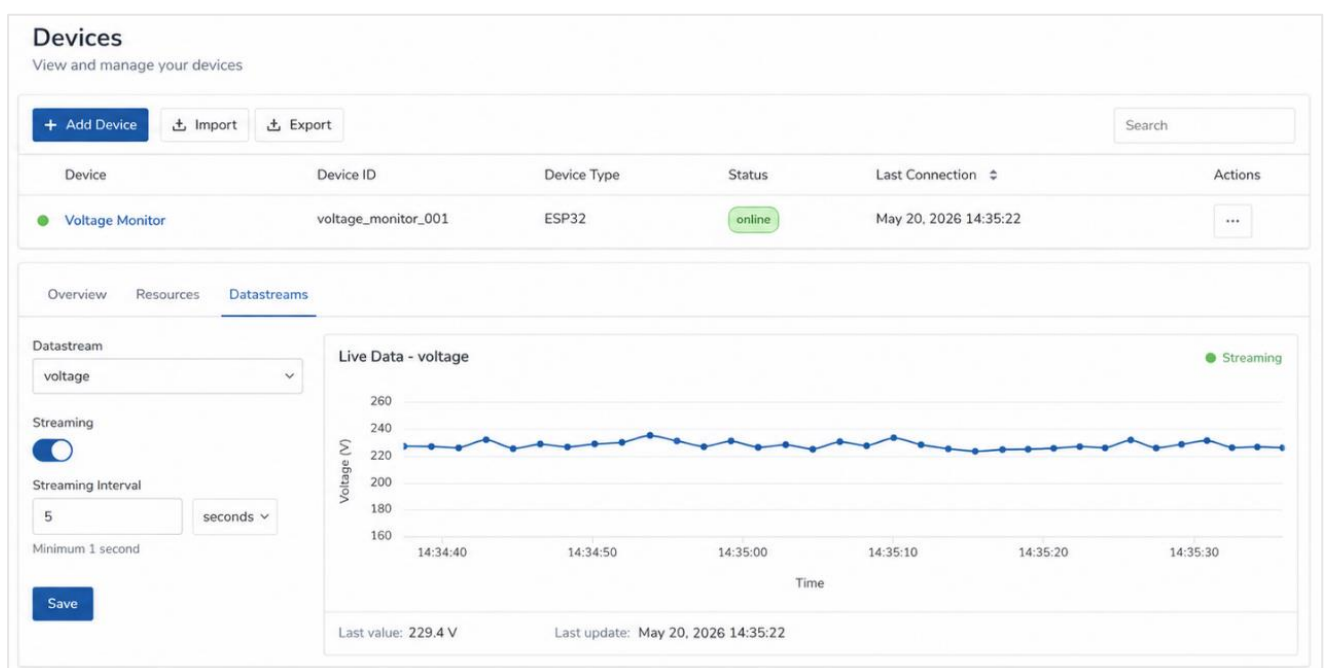 Devices
View and manage your devices
+ Add Device Import Export Search
Device Device ID Device Type Status Last Connection Actions
Voltage Monitor voltage_monitor_001 ESP32 online May 20, 2026 14:35:22 ...
Overview Resources Datastreams
Datastream
voltage
Streaming
Streaming Interval
5 seconds
Minimum 1 second
Save
Live Data - voltage Streaming
260
240
220
200
180
160
Voltage (V)
14:34:40 14:34:50 14:35:00 14:35:10 14:35:20 14:35:30
Time
Last value: 229.4 V Last update: May 20, 2026 14:35:22